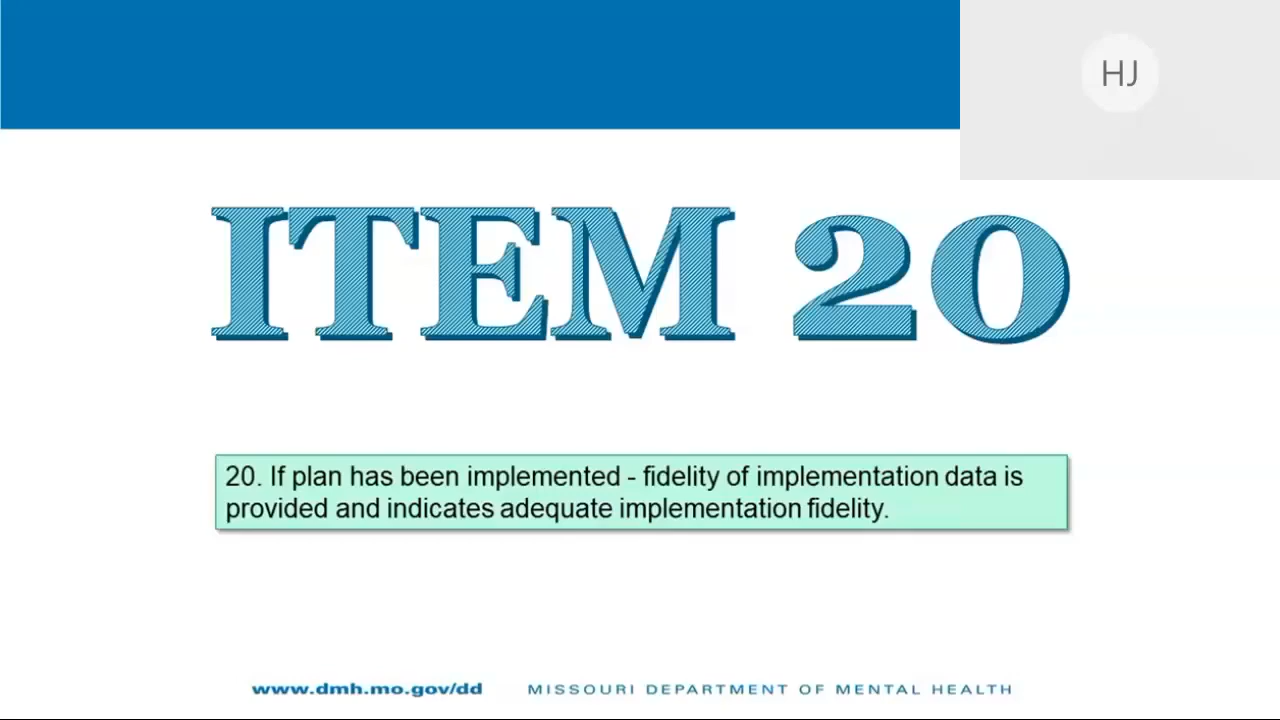 HJ
ITEM 20
20. If plan has been implemented - fidelity of implementation data is
provided and indicates adequate implementation fidelity.
www.dmh.mo.gov/dd MISSOURI DEPARTMENT OF MENTAL HEALTH